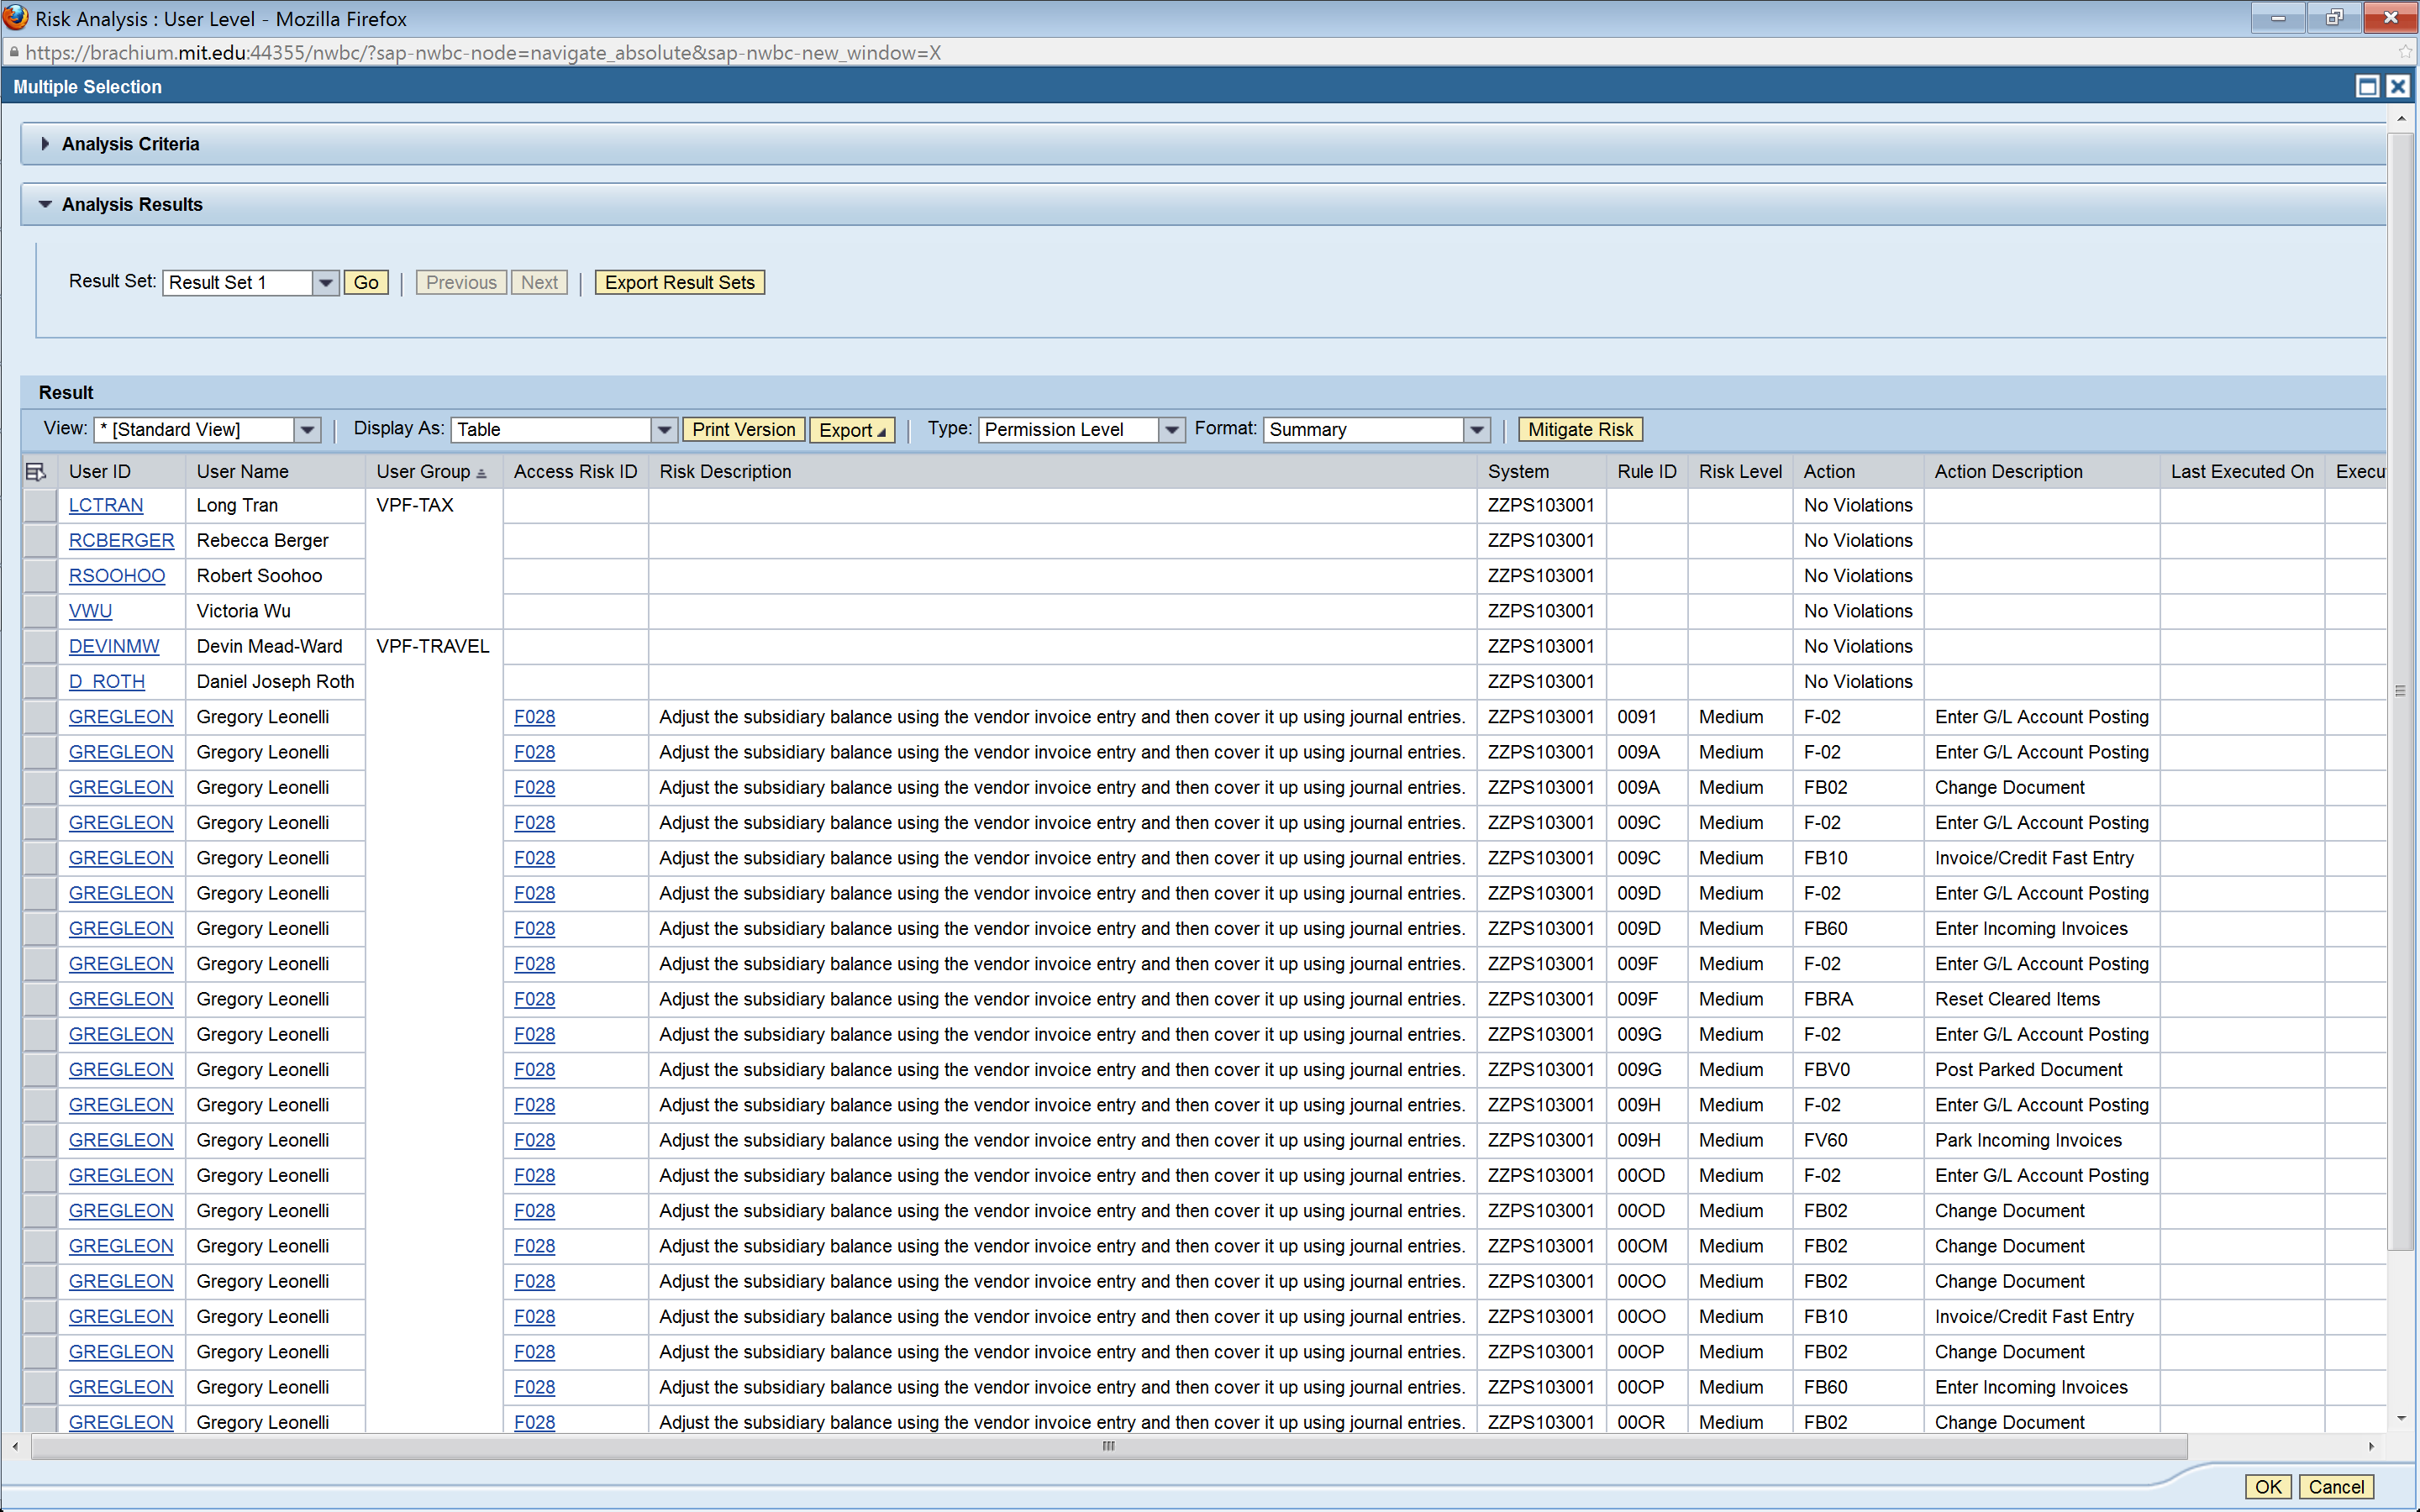 Risk Analysis : User Level - Mozilla Firefox
https://brachium.mit.edu:44355/nwbc/?sap-nwbc-node=navigate_absolute&sap-nwbc-new_window=X
Multiple Selection
Analysis Criteria
Analysis Results
Result Set: Result Set 1 Go Previous Next Export Result Sets
Result
View: * [Standard View] Display As: Table Print Version Export Type: Permission Level Format: Summary Mitigate Risk
User ID User Name User Group Access Risk ID Risk Description System Rule ID Risk Level Action Action Description Last Executed On Execu
LCTRAN Long Tran VPF-TAX ZZPS103001 No Violations
RCBERGER Rebecca Berger ZZPS103001 No Violations
RSOOHOO Robert Soohoo ZZPS103001 No Violations
VWU Victoria Wu ZZPS103001 No Violations
DEVINMW Devin Mead-Ward VPF-TRAVEL ZZPS103001 No Violations
D_ROTH Daniel Joseph Roth ZZPS103001 No Violations
GREGLEON Gregory Leonelli F028 Adjust the subsidiary balance using the vendor invoice entry and then cover it up using journal entries. ZZPS103001 0091 Medium F-02 Enter G/L Account Posting
GREGLEON Gregory Leonelli F028 Adjust the subsidiary balance using the vendor invoice entry and then cover it up using journal entries. ZZPS103001 009A Medium F-02 Enter G/L Account Posting
GREGLEON Gregory Leonelli F028 Adjust the subsidiary balance using the vendor invoice entry and then cover it up using journal entries. ZZPS103001 009A Medium FB02 Change Document
GREGLEON Gregory Leonelli F028 Adjust the subsidiary balance using the vendor invoice entry and then cover it up using journal entries. ZZPS103001 009C Medium F-02 Enter G/L Account Posting
GREGLEON Gregory Leonelli F028 Adjust the subsidiary balance using the vendor invoice entry and then cover it up using journal entries. ZZPS103001 009C Medium FB10 Invoice/Credit Fast Entry
GREGLEON Gregory Leonelli F028 Adjust the subsidiary balance using the vendor invoice entry and then cover it up using journal entries. ZZPS103001 009D Medium F-02 Enter G/L Account Posting
GREGLEON Gregory Leonelli F028 Adjust the subsidiary balance using the vendor invoice entry and then cover it up using journal entries. ZZPS103001 009D Medium FB60 Enter Incoming Invoices
GREGLEON Gregory Leonelli F028 Adjust the subsidiary balance using the vendor invoice entry and then cover it up using journal entries. ZZPS103001 009F Medium F-02 Enter G/L Account Posting
GREGLEON Gregory Leonelli F028 Adjust the subsidiary balance using the vendor invoice entry and then cover it up using journal entries. ZZPS103001 009F Medium FBRA Reset Cleared Items
GREGLEON Gregory Leonelli F028 Adjust the subsidiary balance using the vendor invoice entry and then cover it up using journal entries. ZZPS103001 009G Medium F-02 Enter G/L Account Posting
GREGLEON Gregory Leonelli F028 Adjust the subsidiary balance using the vendor invoice entry and then cover it up using journal entries. ZZPS103001 009G Medium FBV0 Post Parked Document
GREGLEON Gregory Leonelli F028 Adjust the subsidiary balance using the vendor invoice entry and then cover it up using journal entries. ZZPS103001 009H Medium F-02 Enter G/L Account Posting
GREGLEON Gregory Leonelli F028 Adjust the subsidiary balance using the vendor invoice entry and then cover it up using journal entries. ZZPS103001 009H Medium FV60 Park Incoming Invoices
GREGLEON Gregory Leonelli F028 Adjust the subsidiary balance using the vendor invoice entry and then cover it up using journal entries. ZZPS103001 00OD Medium F-02 Enter G/L Account Posting
GREGLEON Gregory Leonelli F028 Adjust the subsidiary balance using the vendor invoice entry and then cover it up using journal entries. ZZPS103001 00OD Medium FB02 Change Document
GREGLEON Gregory Leonelli F028 Adjust the subsidiary balance using the vendor invoice entry and then cover it up using journal entries. ZZPS103001 00OM Medium FB02 Change Document
GREGLEON Gregory Leonelli F028 Adjust the subsidiary balance using the vendor invoice entry and then cover it up using journal entries. ZZPS103001 00OO Medium FB02 Change Document
GREGLEON Gregory Leonelli F028 Adjust the subsidiary balance using the vendor invoice entry and then cover it up using journal entries. ZZPS103001 00OO Medium FB10 Invoice/Credit Fast Entry
GREGLEON Gregory Leonelli F028 Adjust the subsidiary balance using the vendor invoice entry and then cover it up using journal entries. ZZPS103001 00OP Medium FB02 Change Document
GREGLEON Gregory Leonelli F028 Adjust the subsidiary balance using the vendor invoice entry and then cover it up using journal entries. ZZPS103001 00OP Medium FB60 Enter Incoming Invoices
GREGLEON Gregory Leonelli F028 Adjust the subsidiary balance using the vendor invoice entry and then cover it up using journal entries. ZZPS103001 00OR Medium FB02 Change Document
OK Cancel